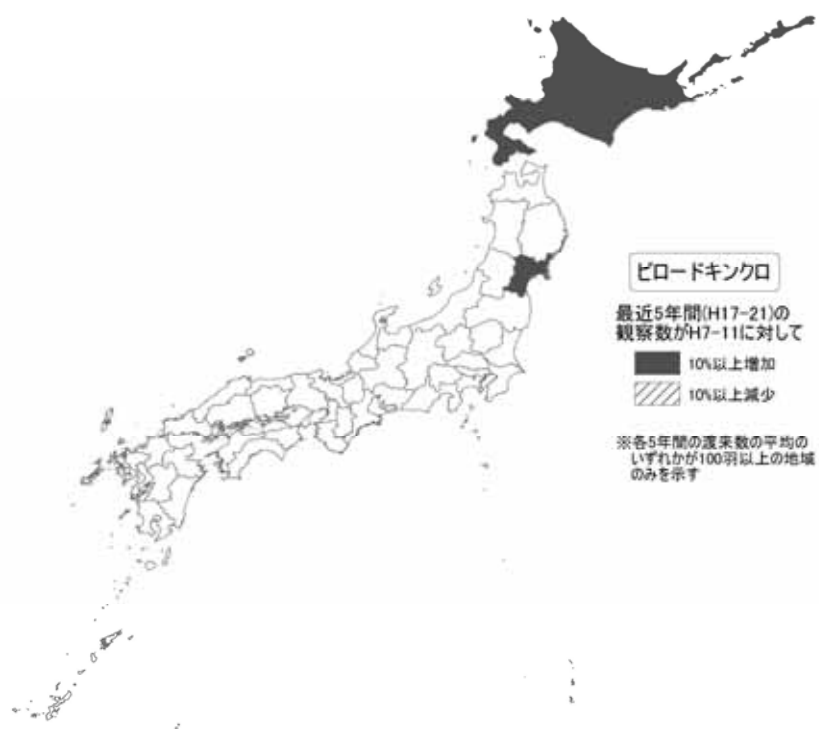 ビロードキンクロ
最近5年間(H17-21)の
観察数がH7-11に対して
10%以上増加
10%以上減少
※各5年間の渡来数の平均の
いずれかが100羽以上の地域
のみを示す